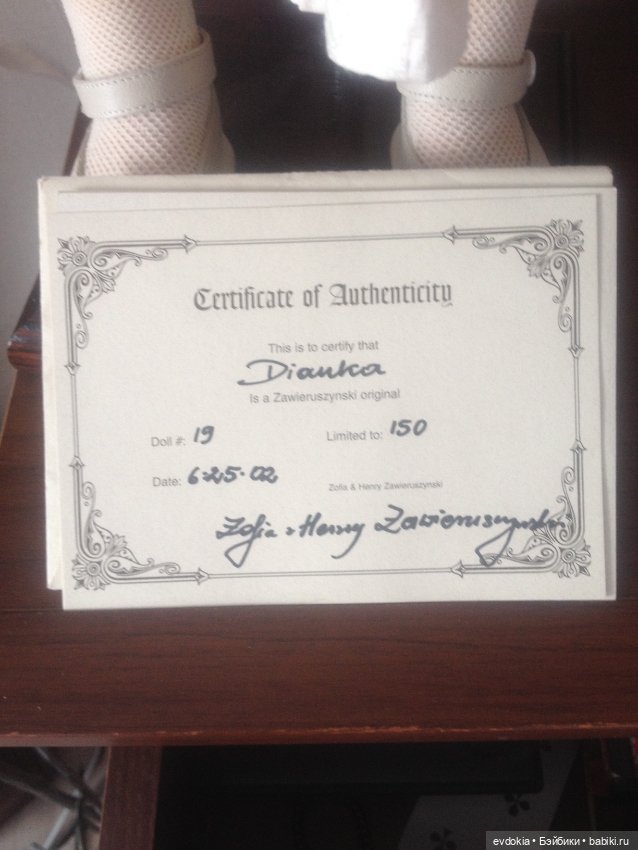 Certificate of Authenticity
This is to certify that
Dianka
Is a Zawieruszynski original
Doll #: 19 Limited to: 150
Date: 6-25-02 Zofia & Henry Zawieruszynski
Zofia + Henry Zawieruszynski
evdokia • Бэйбики • babiki.ru